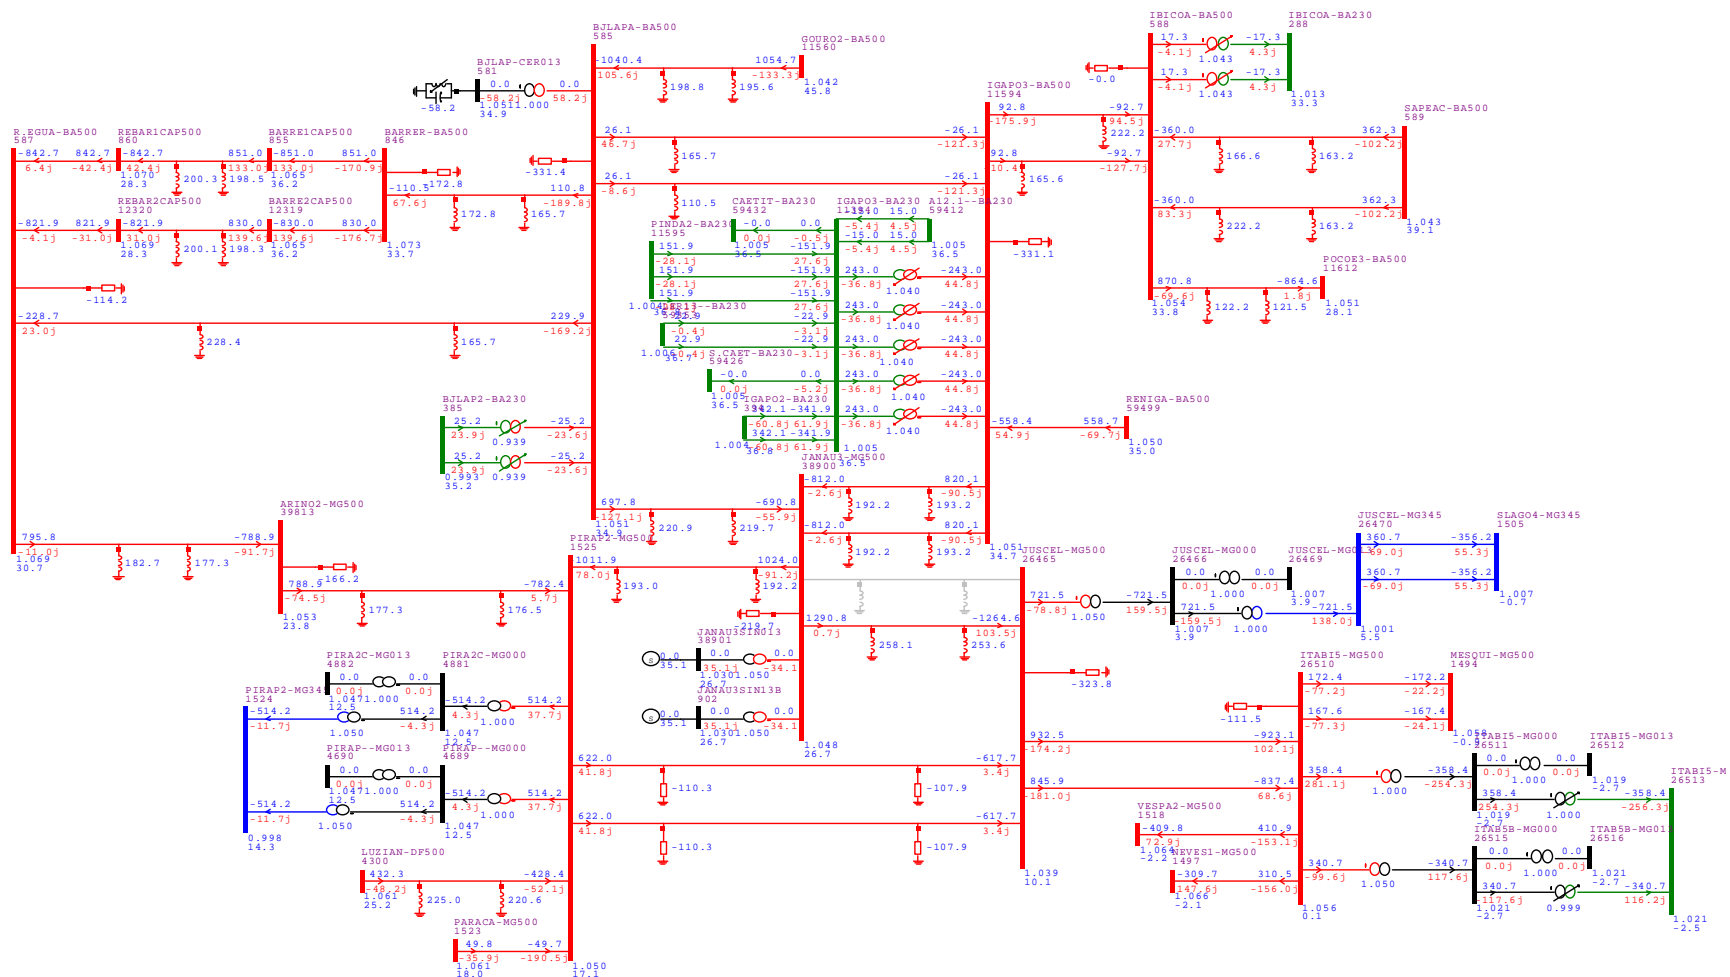 IBICOA-BA500
588
IBICOA-BA230
288
17.3
-17.3
-4.1j
4.3j
1.043
17.3
-17.3
-4.1j
4.3j
1.043
-0.0
1.013
33.3
BJLAPA-BA500
585
GOURO2-BA500
11560
-1040.4
1054.7
105.6j
-133.3j
198.8
195.6
1.042
45.8
BJLAP-CER013
581
0.0
0.0
-58.2j
58.2j
-58.2
1.0511.000
34.9
IGAPO3-BA500
11594
92.8
-92.7
-175.9j
94.5j
222.2
92.8
-92.7
10.4
-127.7j
165.6
SAPEAC-BA500
589
-360.0
362.3
27.7j
-102.2j
166.6
163.2
-360.0
362.3
83.3j
-102.2j
222.2
163.2
1.043
39.1
R.EGUA-BA500
587
REBAR1CAP500
860
BARRE1CAP500
855
BARRER-BA500
846
-842.7
842.7
-842.7
851.0
-851.0
851.0
6.4j
-42.4j
42.4j
133.0j
133.0j
-170.9j
1.070
28.3
200.3
198.5
1.065
36.2
-172.8
REBAR2CAP500
12320
BARRE2CAP500
12319
-821.9
821.9
-821.9
830.0
-830.0
830.0
-4.1j
-31.0j
31.0j
139.6j
139.6j
-176.7j
1.069
28.3
200.1
198.3
1.065
36.2
1.073
33.7
-110.5
110.8
67.6j
-189.8j
172.8
165.7
-331.4
26.1
-26.1
46.7j
-121.3j
165.7
26.1
-26.1
-8.6j
-121.3j
110.5
-114.2
-228.7
229.9
23.0j
-169.2j
228.4
165.7
CAETIT-BA230
59432
IGAPO3-BA230
A12.1--BA230
59412
PINDA2-BA230
11595
-0.0
0.0
0.0j
-0.5j
1.005
36.5
15.0
-5.4j
4.5j
-15.0
15.0
-5.4j
4.5j
1.005
36.5
151.9
-151.9
-28.1j
27.6j
151.9
-151.9
-28.1j
27.6j
151.9
-151.9
27.6j
243.0
-243.0
-36.8j
44.8j
1.040
243.0
-243.0
-36.8j
44.8j
1.040
243.0
-243.0
-36.8j
44.8j
1.040
243.0
-243.0
-36.8j
44.8j
1.040
243.0
-243.0
-36.8j
44.8j
1.040
-331.1
22.9
-22.9
-0.4j
-3.1j
22.9
-22.9
-3.1j
1.006
36.7
S.CAET-BA230
59426
-0.0
0.0
0.0j
-5.2j
1.005
36.5
IGAPO2-BA230
342.1
-341.9
-60.8j
61.9j
342.1
-341.9
-60.8j
61.9j
1.004
36.8
1.005
36.5
POCOE3-BA500
11612
870.8
-864.6
-69.6j
1.8j
1.054
33.8
122.2
121.5
1.051
28.1
RENIGA-BA500
59499
-558.4
558.7
54.9j
-69.7j
1.050
35.0
BJLAP2-BA230
385
25.2
-25.2
23.9j
-23.6j
0.939
25.2
-25.2
23.9j
-23.6j
0.993
0.939
35.2
JANAU3-MG500
38900
-812.0
820.1
-2.6j
-90.5j
192.2
193.2
-812.0
820.1
-2.6j
-90.5j
192.2
193.2
1.051
34.7
697.8
-690.8
-127.1j
-55.9j
1.051
34.9
220.9
219.7
ARINO2-MG500
39813
795.8
-788.9
-11.0j
-91.7j
1.069
30.7
182.7
177.3
-166.2
788.9
-782.4
-74.5j
5.7j
1.053
23.8
177.3
176.5
PIRAP2-MG500
1525
1011.9
1024.0
78.0j
-91.2j
193.0
192.2
-219.7
JUSCEL-MG500
26465
JUSCEL-MG000
26466
JUSCEL-MG013
26469
JUSCEL-MG345
26470
SLAGO4-MG345
1505
0.0
0.0
0.0j
0.0j
1.000
1.007
3.9
721.5
-721.5
-78.8j
159.5j
1.050
721.5
-721.5
-159.5j
138.0j
1.007
3.9
1.000
1.001
5.5
360.7
-356.2
-69.0j
55.3j
360.7
-356.2
-69.0j
55.3j
1.007
-0.7
1290.8
-1264.6
0.7j
103.5j
258.1
253.6
-323.8
JANAU3SIN013
38901
0.0
35.1
0.0
0.0
35.1j
-34.1
1.0301.050
26.7
JANAU3SIN13B
902
0.0
35.1
0.0
0.0
35.1j
-34.1
1.0301.050
26.7
1.048
26.7
PIRA2C-MG013
4882
PIRA2C-MG000
4881
PIRAP2-MG345
1524
0.0
0.0
0.0j
0.0j
1.0471.000
12.5
-514.2
514.2
4.3j
37.7j
1.000
-514.2
514.2
-11.7j
-4.3j
1.050
1.047
12.5
PIRAP--MG013
4690
PIRAP--MG000
4689
0.0
0.0
0.0j
0.0j
1.0471.000
12.5
-514.2
514.2
4.3j
37.7j
1.000
-514.2
514.2
-11.7j
-4.3j
1.050
1.047
12.5
0.998
14.3
ITABI5-MG500
26510
MESQUI-MG500
1494
172.4
-172.2
-77.2j
-22.2j
167.6
-167.4
-77.3j
-24.1j
-111.5
932.5
-923.1
-174.2j
102.1j
845.9
-837.4
-181.0j
68.6j
ITABI5-MG000
26511
ITABI5-MG013
26512
ITABI5-M
26513
0.0
0.0
0.0j
0.0j
1.000
1.019
-2.7
358.4
-358.4
281.1j
-254.3j
1.000
358.4
-358.4
254.3j
-256.3j
1.019
-2.7
1.000
622.0
-617.7
41.8j
3.4j
-110.3
-107.9
622.0
-617.7
41.8j
3.4j
-110.3
-107.9
VESPA2-MG500
1518
-409.8
410.9
72.9j
-153.1j
1.064
-2.2
NEVES1-MG500
1497
-309.7
310.5
147.6j
-156.0j
1.066
-2.1
ITAB5B-MG000
26515
ITAB5B-MG013
26516
0.0
0.0
0.0j
0.0j
1.000
1.021
-2.7
340.7
-340.7
-99.6j
117.6j
1.050
340.7
-340.7
-117.6j
116.2j
1.021
-2.7
0.999
1.056
0.1
1.021
-2.5
1.039
10.1
LUZIAN-DF500
4300
432.3
-428.4
-48.2j
-52.1j
1.061
25.2
225.0
220.6
PARACA-MG500
1523
49.8
-49.7
-35.9j
-190.5j
1.061
18.0
1.050
17.1